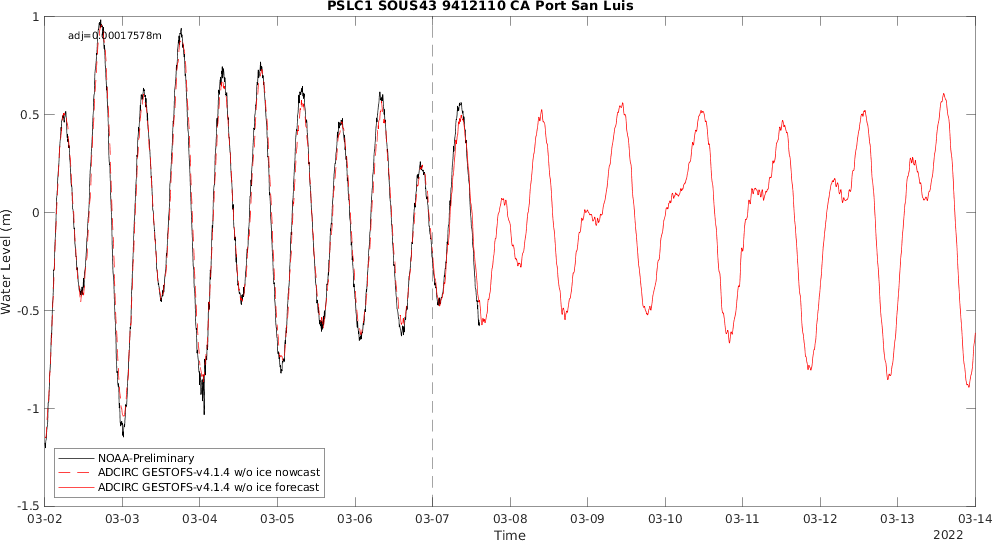 PSLC1 SOUS43 9412110 CA Port San Luis
adj=0.00017578m
1
0.5
0
-0.5
-1
-1.5
Water Level (m)
NOAA-Preliminary
ADCIRC GESTOFS-v4.1.4 w/o ice nowcast
ADCIRC GESTOFS-v4.1.4 w/o ice forecast
03-02 03-03 03-04 03-05 03-06 03-07 03-08 03-09 03-10 03-11 03-12 03-13 03-14
Time
2022